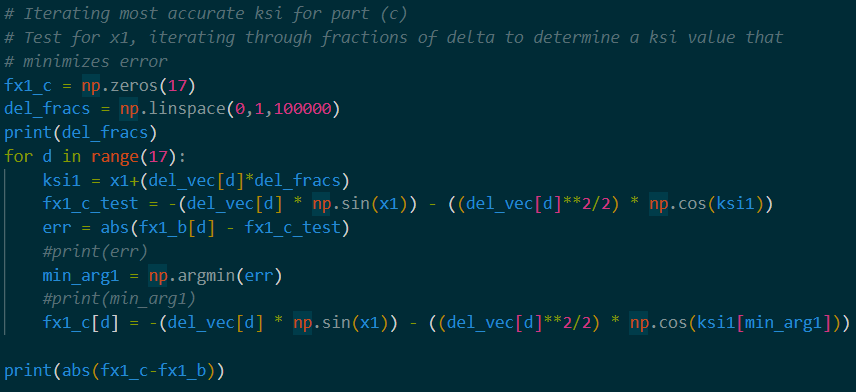 # Iterating most accurate ksi for part (c)
# Test for x1, iterating through fractions of delta to determine a ksi value that
# minimizes error
fx1_c = np.zeros(17)
del_fracs = np.linspace(0,1,100000)
print(del_fracs)
for d in range(17):
    ksi1 = x1+(del_vec[d]*del_fracs)
    fx1_c_test = -(del_vec[d] * np.sin(x1)) - ((del_vec[d]**2/2) * np.cos(ksi1))
    err = abs(fx1_b[d] - fx1_c_test)
    #print(err)
    min_arg1 = np.argmin(err)
    #print(min_arg1)
    fx1_c[d] = -(del_vec[d] * np.sin(x1)) - ((del_vec[d]**2/2) * np.cos(ksi1[min_arg1]))
print(abs(fx1_c-fx1_b))